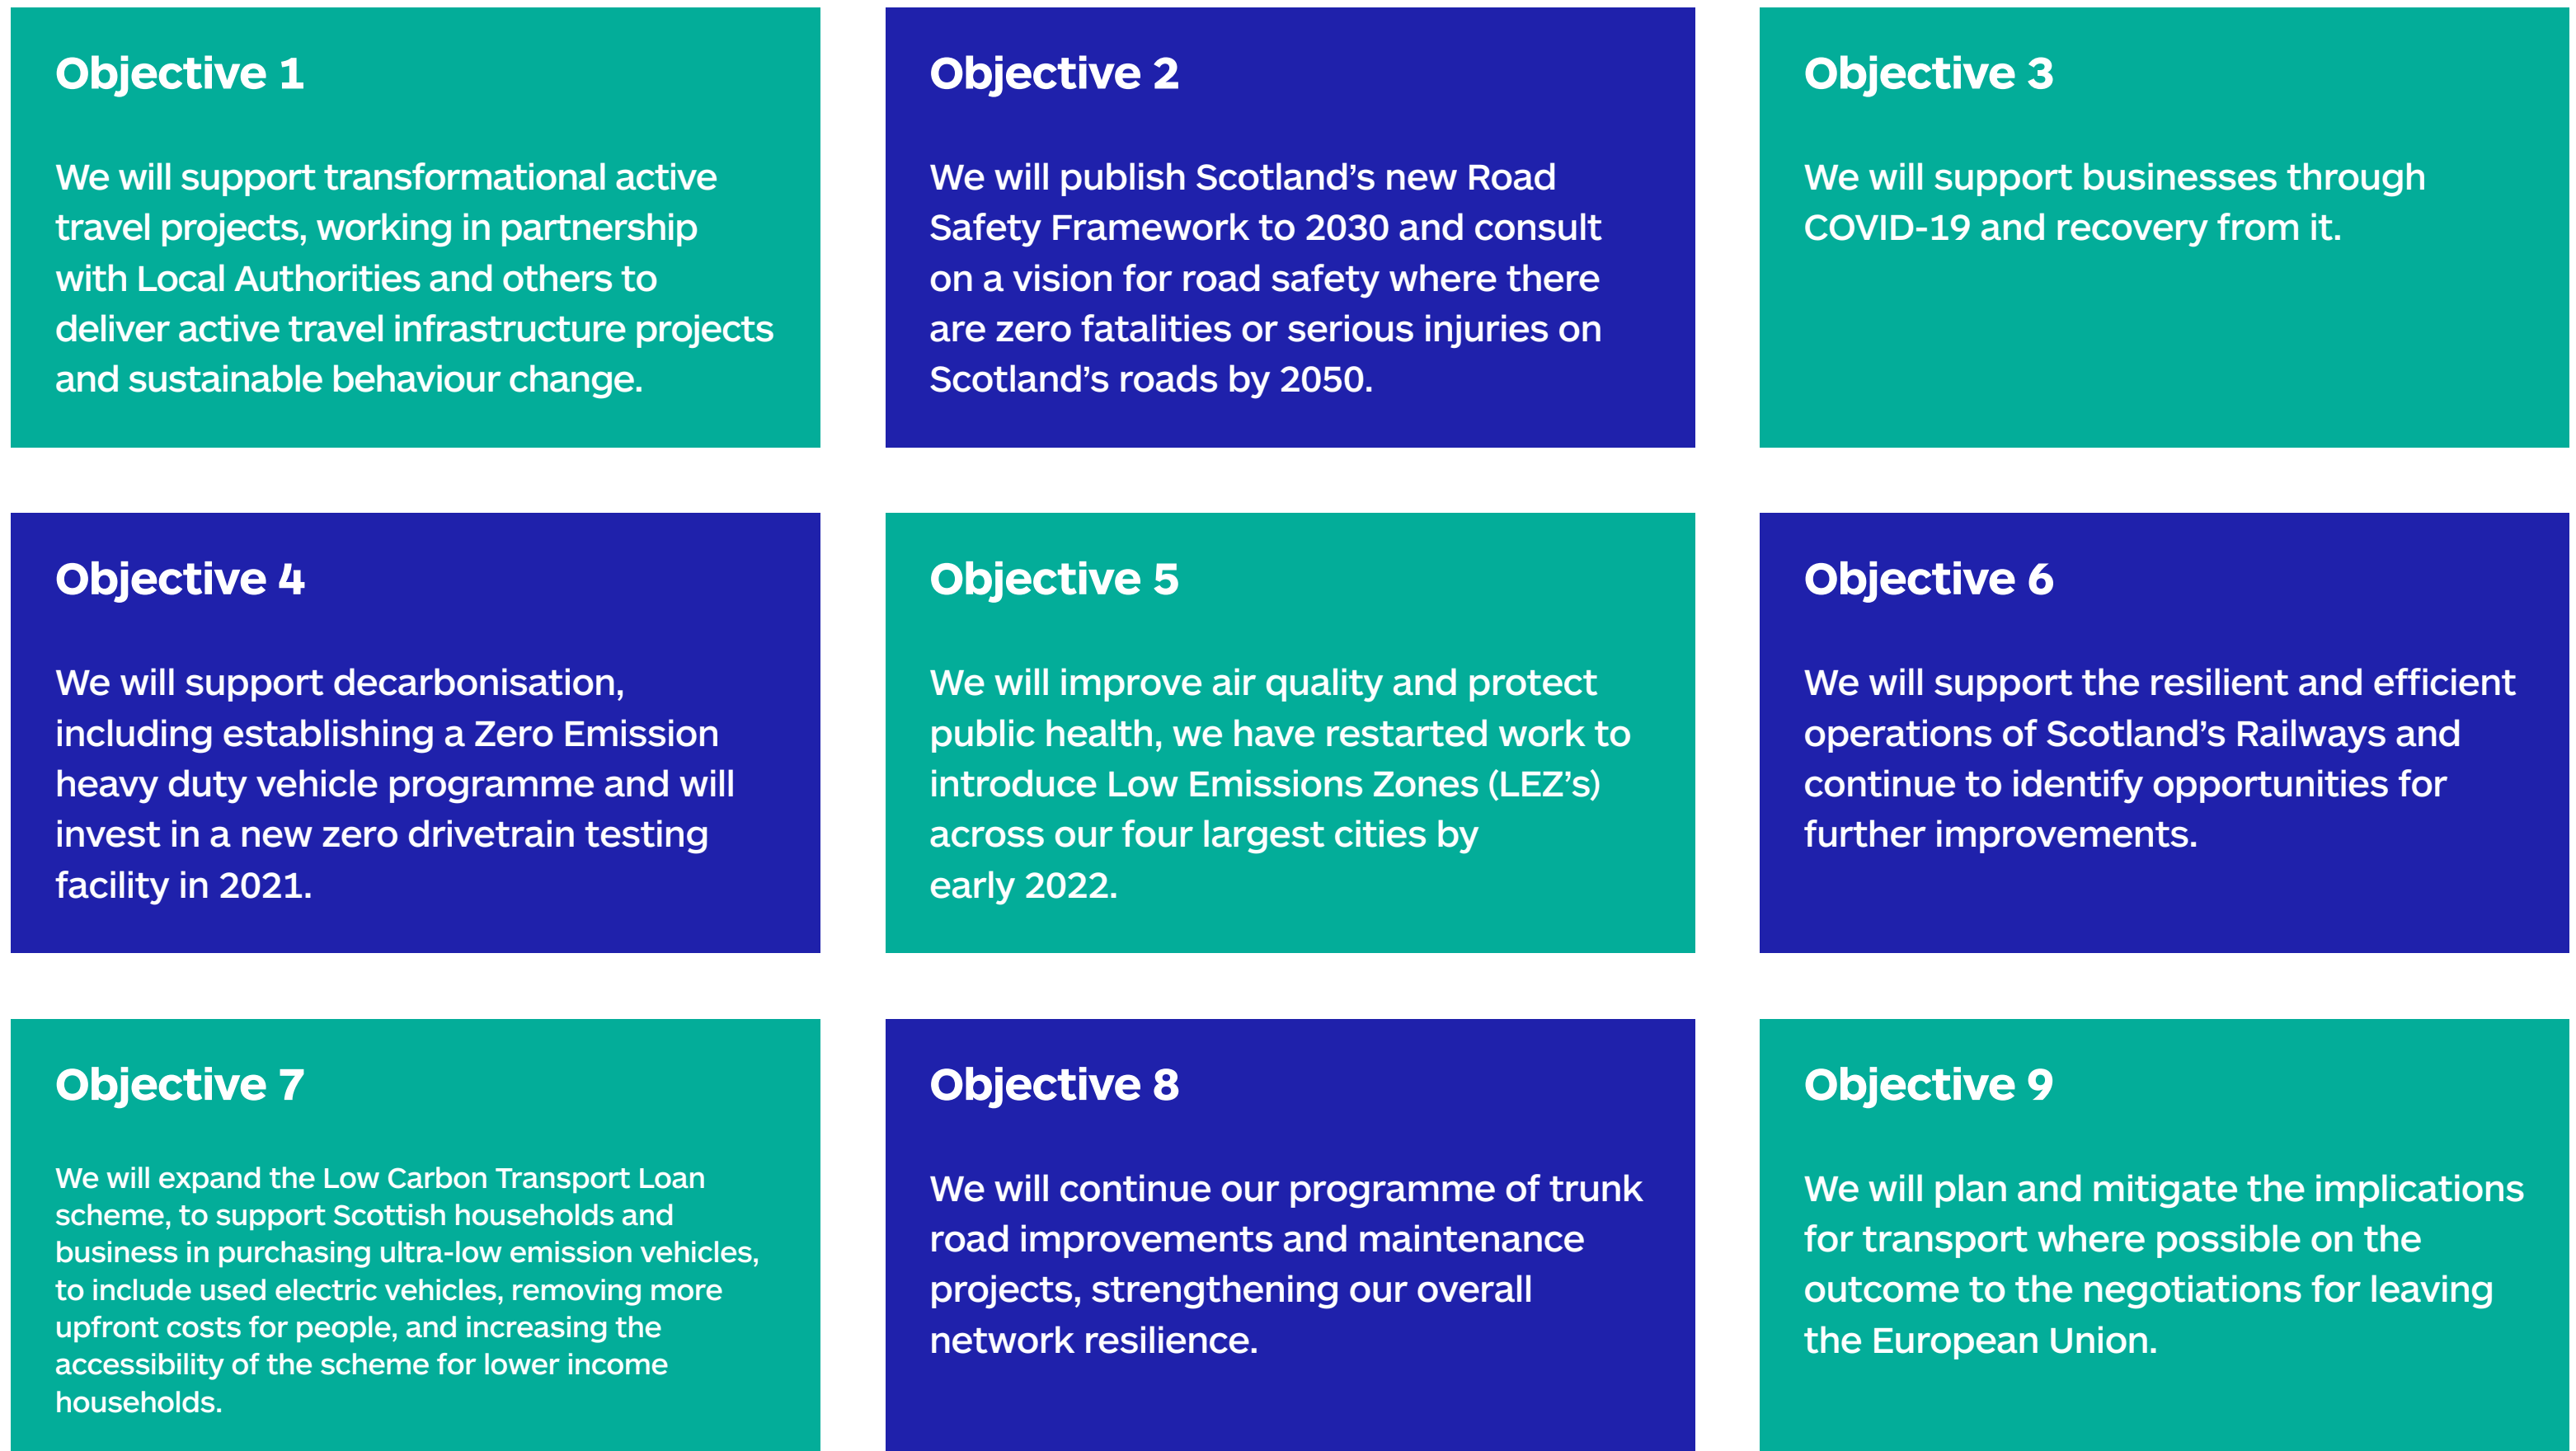 Objective 1
We will support transformational active
travel projects, working in partnership
with Local Authorities and others to
deliver active travel infrastructure projects
and sustainable behaviour change.
Objective 2
We will publish Scotland’s new Road
Safety Framework to 2030 and consult
on a vision for road safety where there
are zero fatalities or serious injuries on
Scotland’s roads by 2050.
Objective 3
We will support businesses through
COVID-19 and recovery from it.
Objective 4
We will support decarbonisation,
including establishing a Zero Emission
heavy duty vehicle programme and will
invest in a new zero drivetrain testing
facility in 2021.
Objective 5
We will improve air quality and protect
public health, we have restarted work to
introduce Low Emissions Zones (LEZ’s)
across our four largest cities by
early 2022.
Objective 6
We will support the resilient and efficient
operations of Scotland’s Railways and
continue to identify opportunities for
further improvements.
Objective 7
We will expand the Low Carbon Transport Loan
scheme, to support Scottish households and
business in purchasing ultra-low emission vehicles,
to include used electric vehicles, removing more
upfront costs for people, and increasing the
accessibility of the scheme for lower income
households.
Objective 8
We will continue our programme of trunk
road improvements and maintenance
projects, strengthening our overall
network resilience.
Objective 9
We will plan and mitigate the implications
for transport where possible on the
outcome to the negotiations for leaving
the European Union.